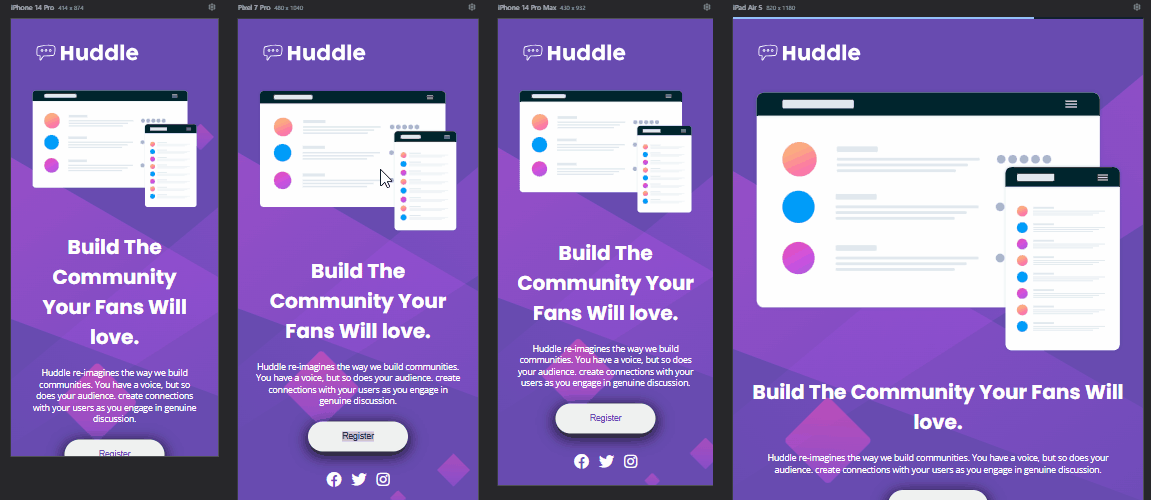 iPhone 14 Pro 414 x 874
Huddle
Build The
Community
Your Fans Will
love.
Huddle re-imagines the way we build
communities. You have a voice, but so
does your audience. create connections
with your users as you engage in genuine
discussion.
Register
Pixel 7 Pro 480 x 1040
Huddle
Build The
Community Your
Fans Will love.
Huddle re-imagines the way we build communities.
You have a voice, but so does your audience. create
connections with your users as you engage in
genuine discussion.
Register
iPhone 14 Pro Max 430 x 932
Huddle
Build The
Community Your
Fans Will love.
Huddle re-imagines the way we build
communities. You have a voice, but so does
your audience. create connections with your
users as you engage in genuine discussion.
Register
iPad Air 5 820 x 1180
Huddle
Build The Community Your Fans Will
love.
Huddle re-imagines the way we build communities. You have a voice, but so does your
audience. create connections with your users as you engage in genuine discussion.